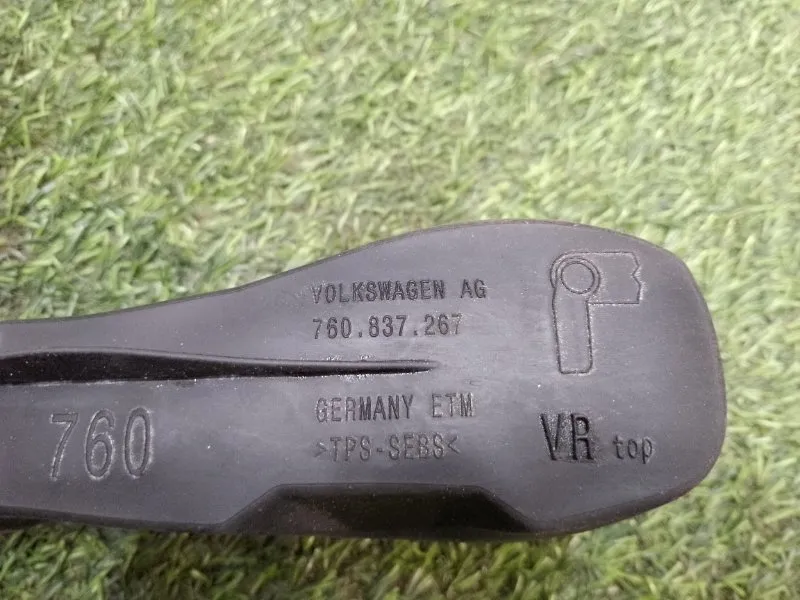 VOLKSWAGEN AG
760.837.267
GERMANY ETM
>TPS-SEBS<
760
VR top